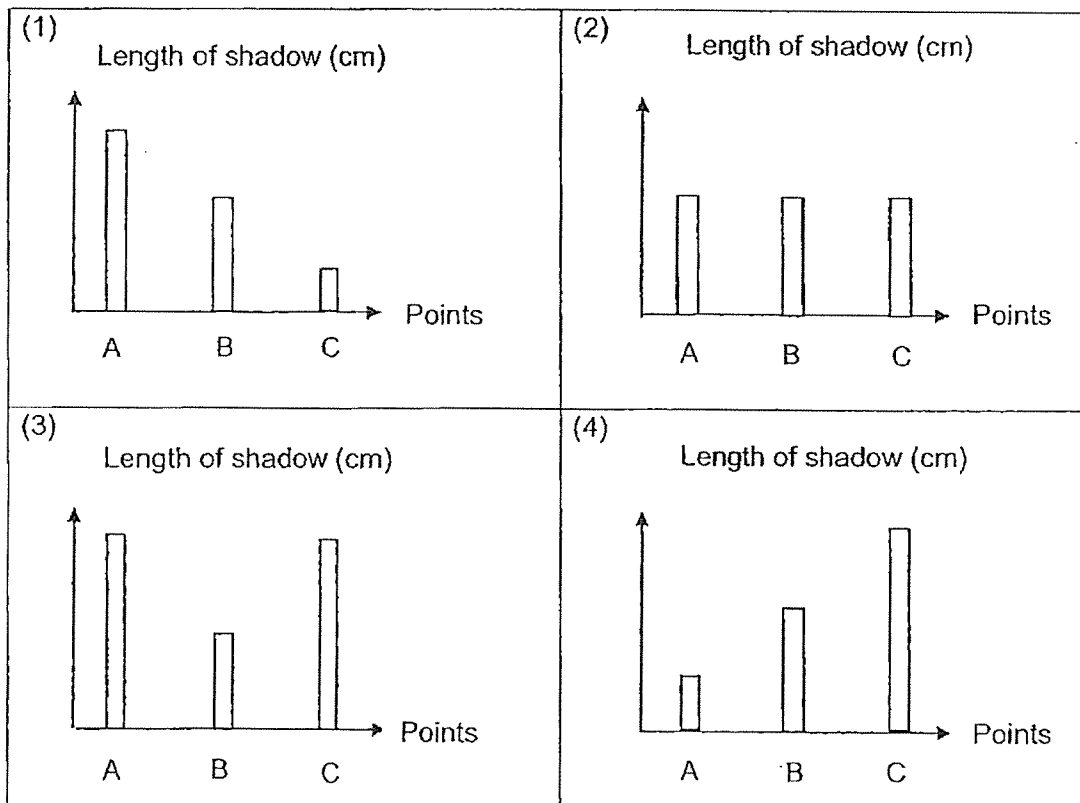 (1)
Length of shadow (cm)
Points
A B C
(2)
Length of shadow (cm)
Points
A B C
(3)
Length of shadow (cm)
Points
A B C
(4)
Length of shadow (cm)
Points
A B C